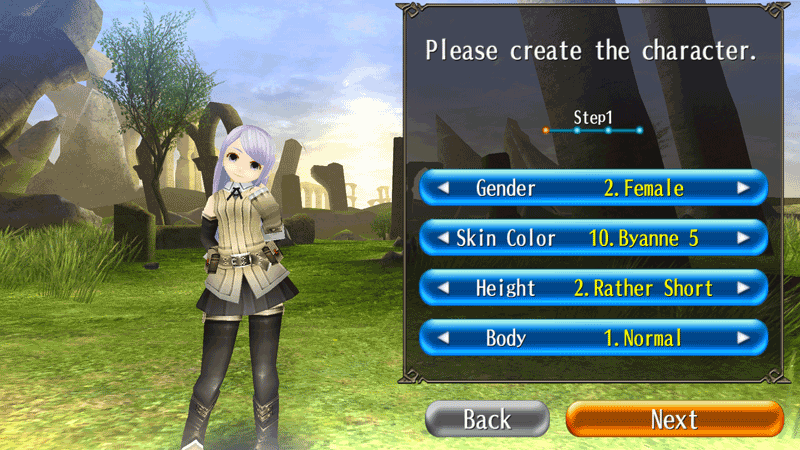 Please create the character.
Step1
Gender 2.Female
Skin Color 10.Byanne 5
Height 2.Rather Short
Body 1.Normal
Back Next